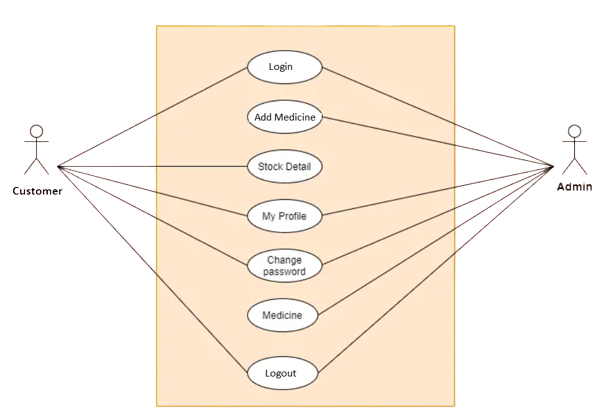 Login
Add Medicine
Stock Detail
Customer
Admin
My Profile
Change
password
Medicine
Logout